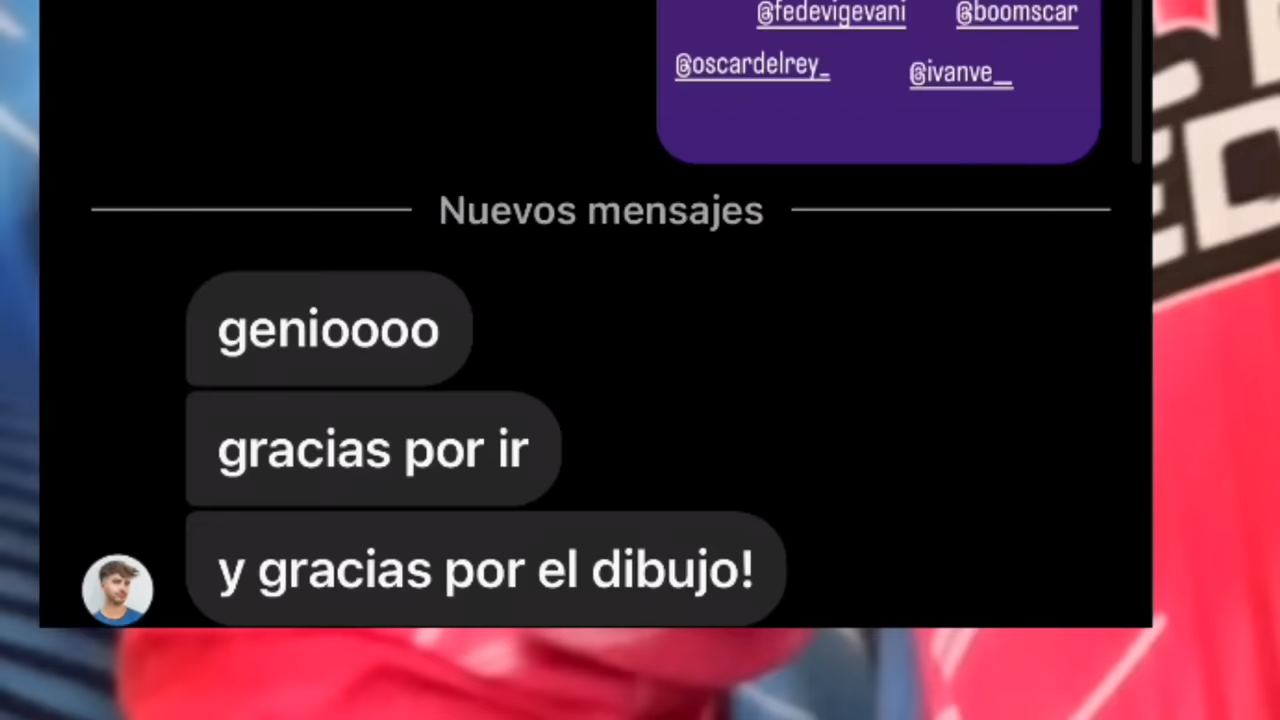 @fedevigevani @boomscar
@oscardelrey_ @ivanve__
Nuevos mensajes
genioooo
gracias por ir
y gracias por el dibujo!